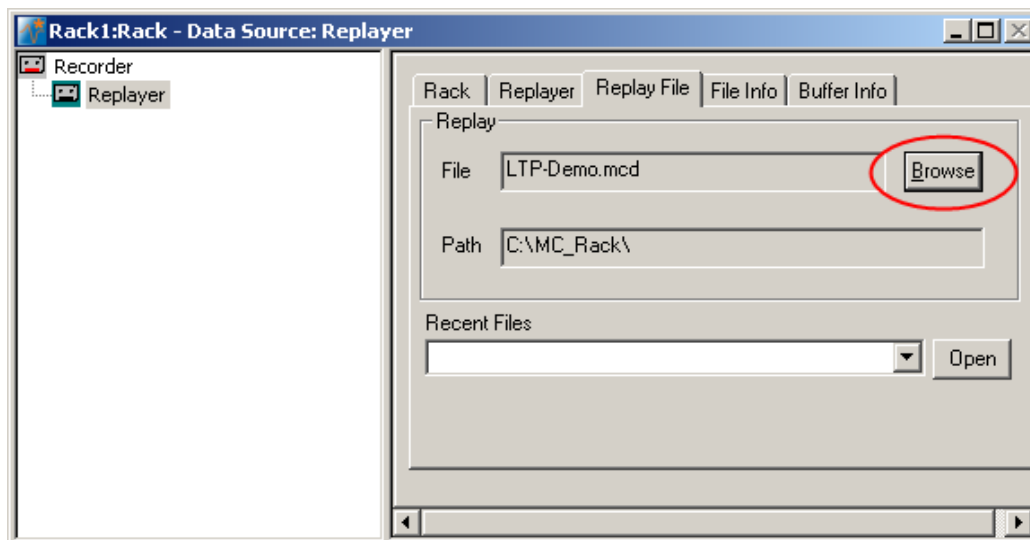 Rack1:Rack - Data Source: Replayer
Recorder
Replayer
Rack Replayer Replay File File Info Buffer Info
Replay
File LTP-Demo.mcd Browse
Path C:\MC_Rack\
Recent Files
Open